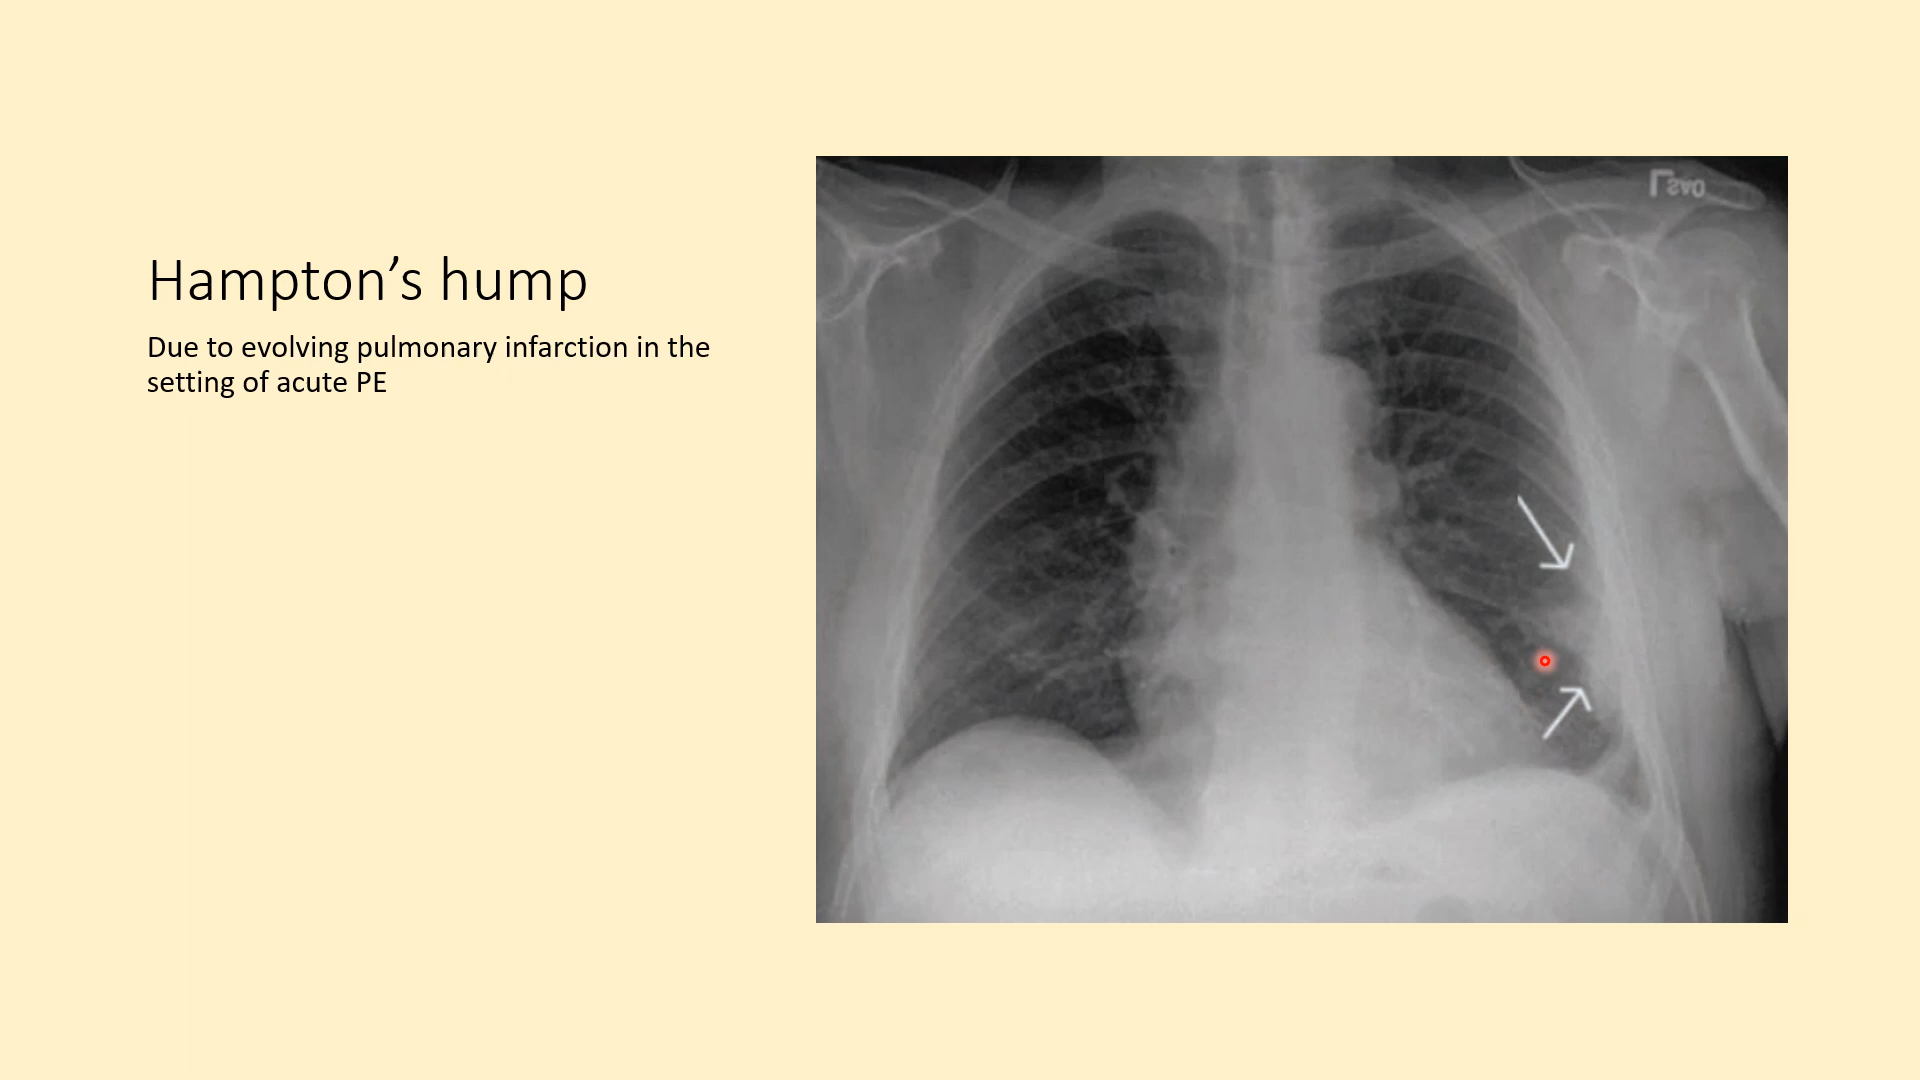 Hampton’s hump
Due to evolving pulmonary infarction in the
setting of acute PE
L